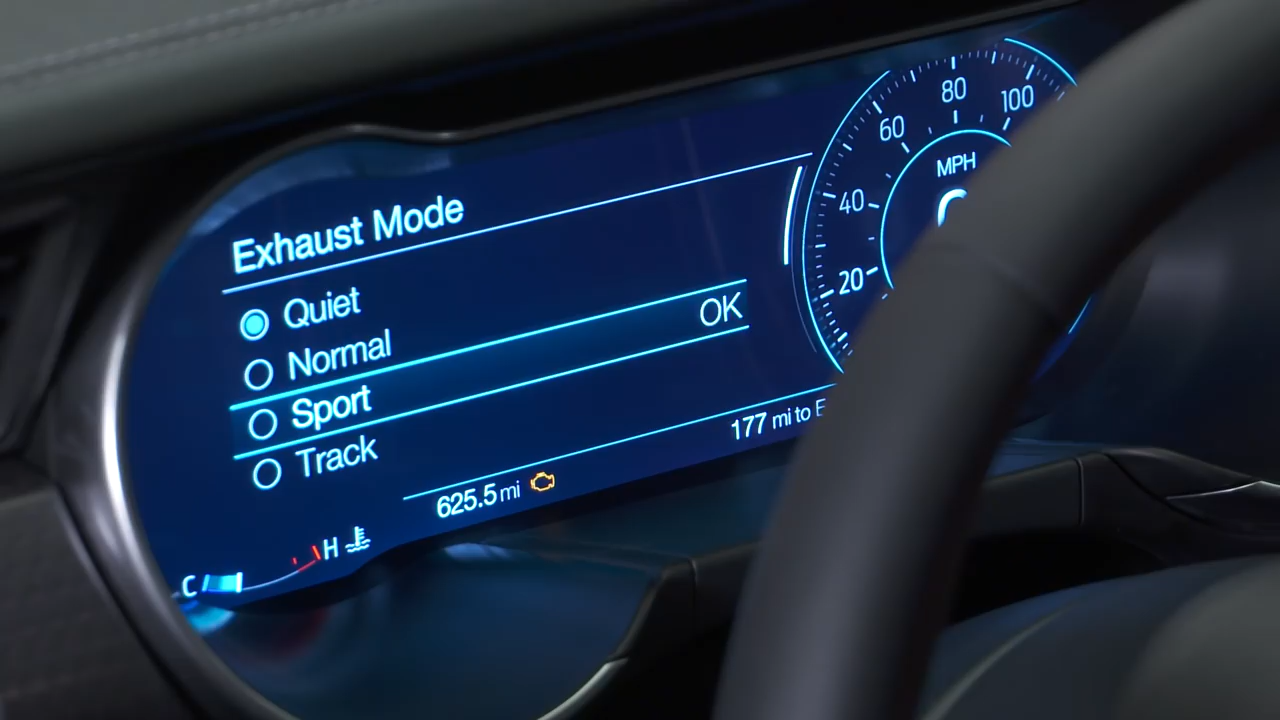 Exhaust Mode
Quiet
Normal
OK
Sport
Track
177 mi to
625.5 mi
H
C
20
40
60
80
100
MPH